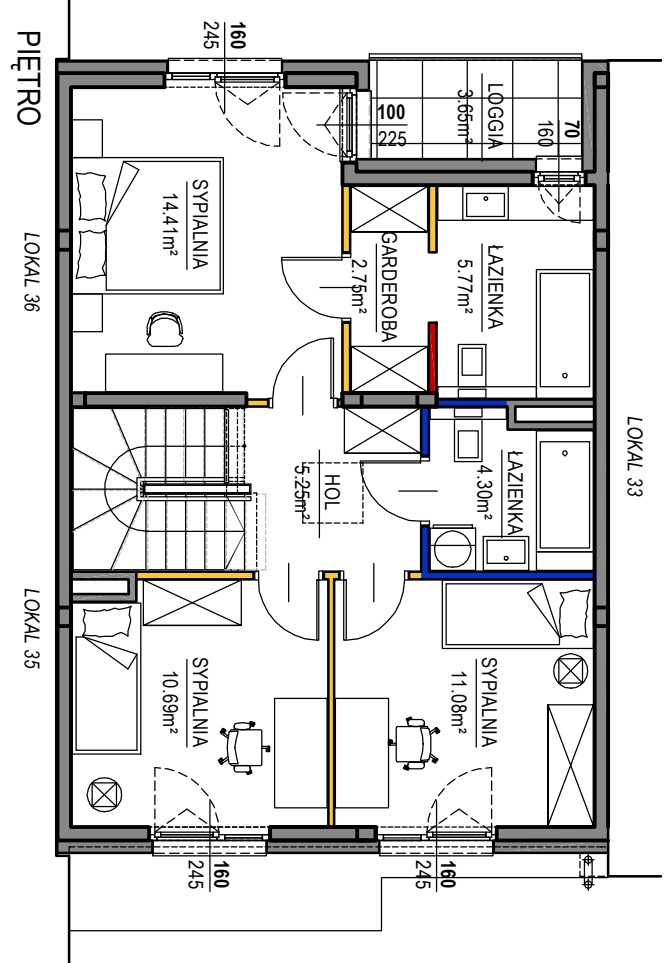 PIĘTRO
LOKAL 36
LOKAL 35
LOKAL 33
160
245
100
225
70
160
LOGGIA
3.65m²
SYPIALNIA
14.41m²
GARDEROBA
2.75m²
ŁAZIENKA
5.77m²
HOL
5.25m²
ŁAZIENKA
4.30m²
SYPIALNIA
10.69m²
SYPIALNIA
11.08m²
160
245
160
245